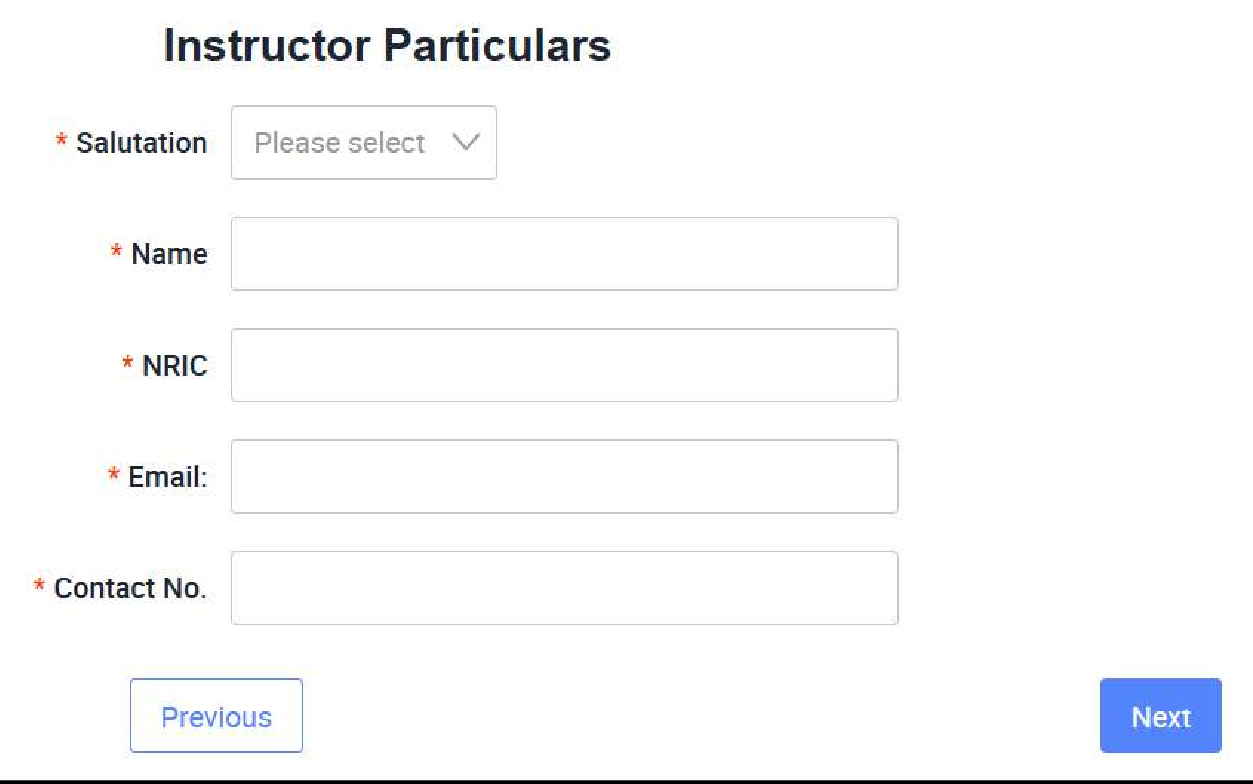 Instructor Particulars
* Salutation Please select
* Name
* NRIC
* Email:
* Contact No.
Previous Next